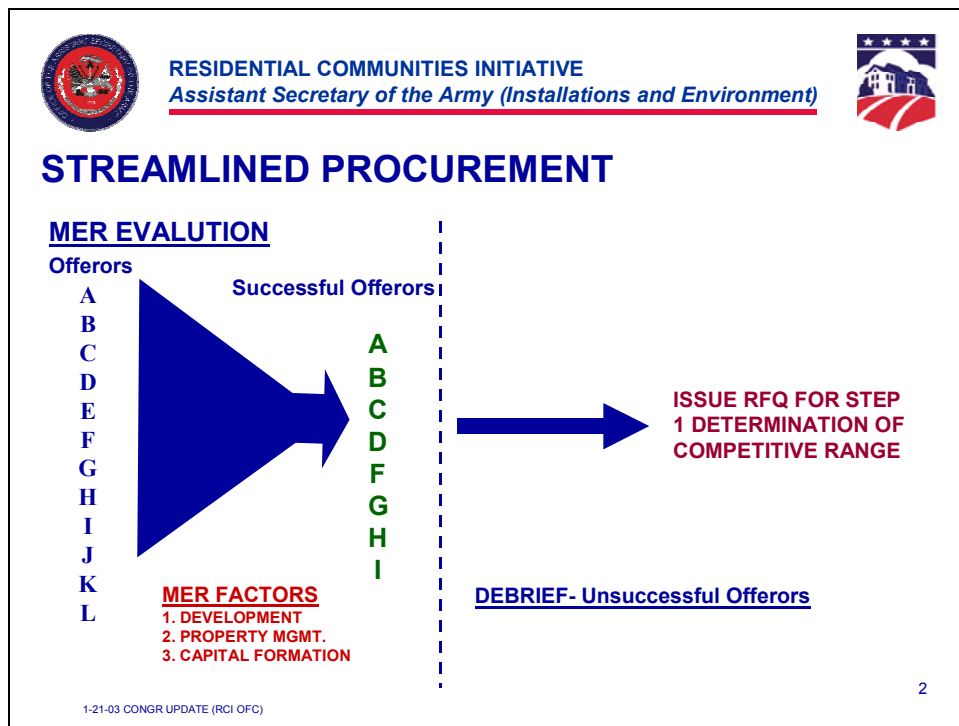 RESIDENTIAL COMMUNITIES INITIATIVE
Assistant Secretary of the Army (Installations and Environment)
STREAMLINED PROCUREMENT
MER EVALUTION
Offerors
A
B
C
D
E
F
G
H
I
J
K
L
Successful Offerors
A
B
C
D
F
G
H
I
MER FACTORS
1. DEVELOPMENT
2. PROPERTY MGMT.
3. CAPITAL FORMATION
ISSUE RFQ FOR STEP
1 DETERMINATION OF
COMPETITIVE RANGE
DEBRIEF- Unsuccessful Offerors
1-21-03 CONGR UPDATE (RCI OFC)
2